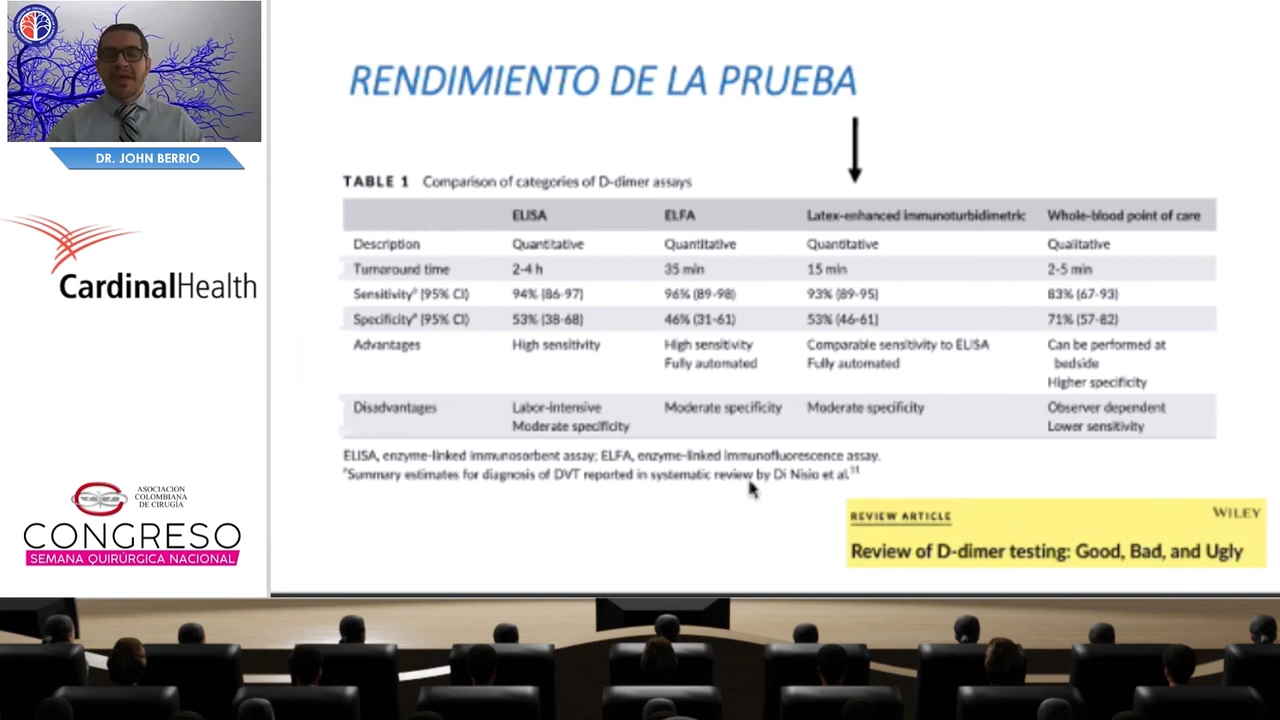 DR. JOHN BERRIO
CardinalHealth
ASOCIACIÓN
COLOMBIANA
DE CIRUGÍA
CONGRESO
SEMANA QUIRÚRGICA NACIONAL
RENDIMIENTO DE LA PRUEBA
TABLE 1 Comparison of categories of D-dimer assays
ELISA ELFA Latex-enhanced immunoturbidimetric Whole-blood point of care
Description Quantitative Quantitative Quantitative Qualitative
Turnaround time 2-4 h 35 min 15 min 2-5 min
Sensitivityᵃ (95% CI) 94% (86-97) 96% (89-98) 93% (89-95) 83% (67-93)
Specificityᵃ (95% CI) 53% (38-68) 46% (31-61) 53% (46-61) 71% (57-82)
Advantages High sensitivity High sensitivity Comparable sensitivity to ELISA Can be performed at
Fully automated Fully automated bedside
Higher specificity
Disadvantages Labor-intensive Moderate specificity Moderate specificity Observer dependent
Moderate specificity Lower sensitivity
ELISA, enzyme-linked immunosorbent assay; ELFA, enzyme-linked immunofluorescence assay.
ᵃSummary estimates for diagnosis of DVT reported in systematic review by Di Nisio et al.¹¹
REVIEW ARTICLE WILEY
Review of D-dimer testing: Good, Bad, and Ugly